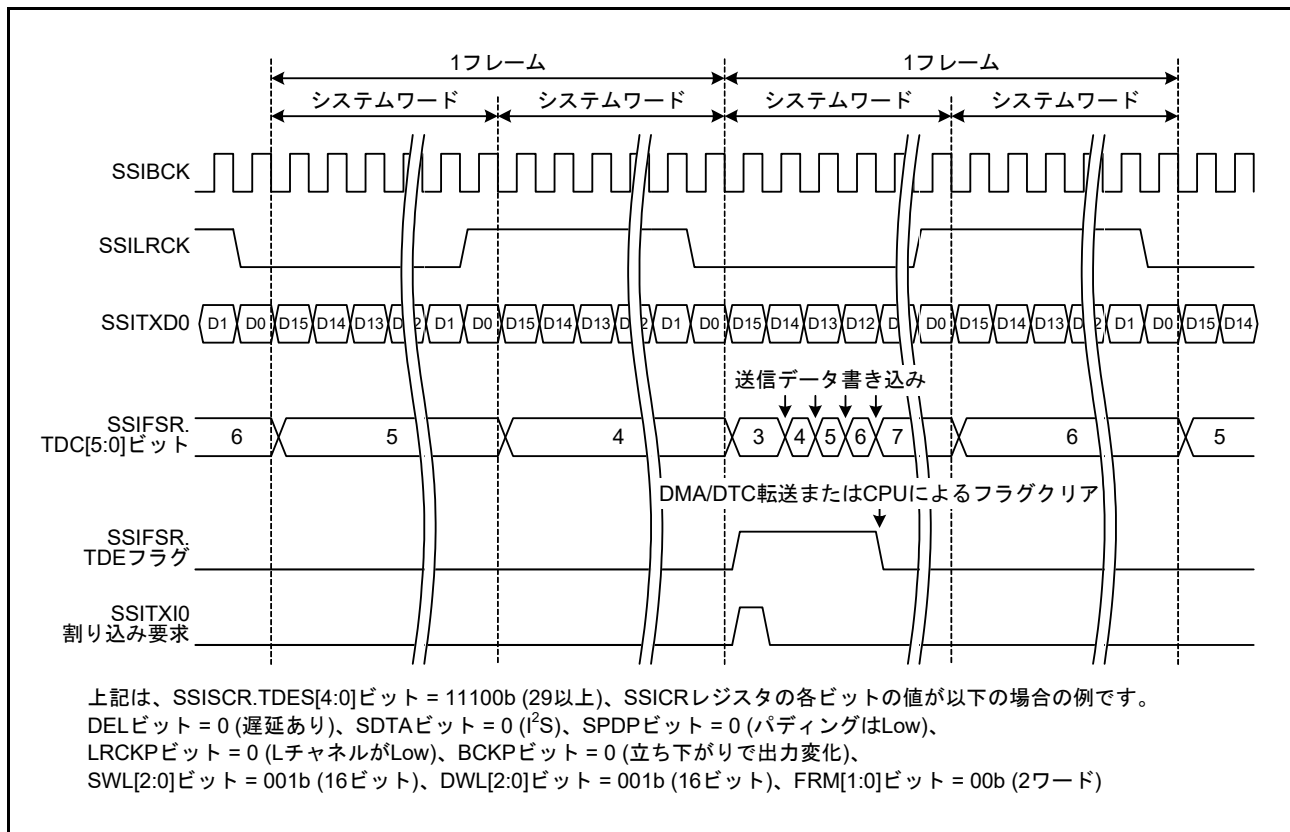 1フレーム 1フレーム
システムワード システムワード システムワード システムワード
SSIBCK
SSILRCK
SSITXD0 D1 D0 D15 D14 D13 D12 D1 D0 D15 D14 D13 D12 D1 D0 D15 D14 D13 D12 D1 D0 D15 D14 D13 D12 D1 D0 D15 D14
送信データ書き込み
SSIFSR.
TDC[5:0]ビット 6 5 4 3 4 5 6 7 6 5
DMA/DTC転送またはCPUによるフラグクリア
SSIFSR.
TDEフラグ
SSITXI0
割り込み要求
上記は、SSISCR.TDES[4:0]ビット = 11100b (29以上)、SSICRレジスタの各ビットの値が以下の場合の例です。
DELビット = 0 (遅延あり)、SDTAビット = 0 (I²S)、SPDPビット = 0 (パディングはLow)、
LRCKPビット = 0 (LチャネルがLow)、BCKPビット = 0 (立ち下がりで出力変化)、
SWL[2:0]ビット = 001b (16ビット)、DWL[2:0]ビット = 001b (16ビット)、FRM[1:0]ビット = 00b (2ワード)